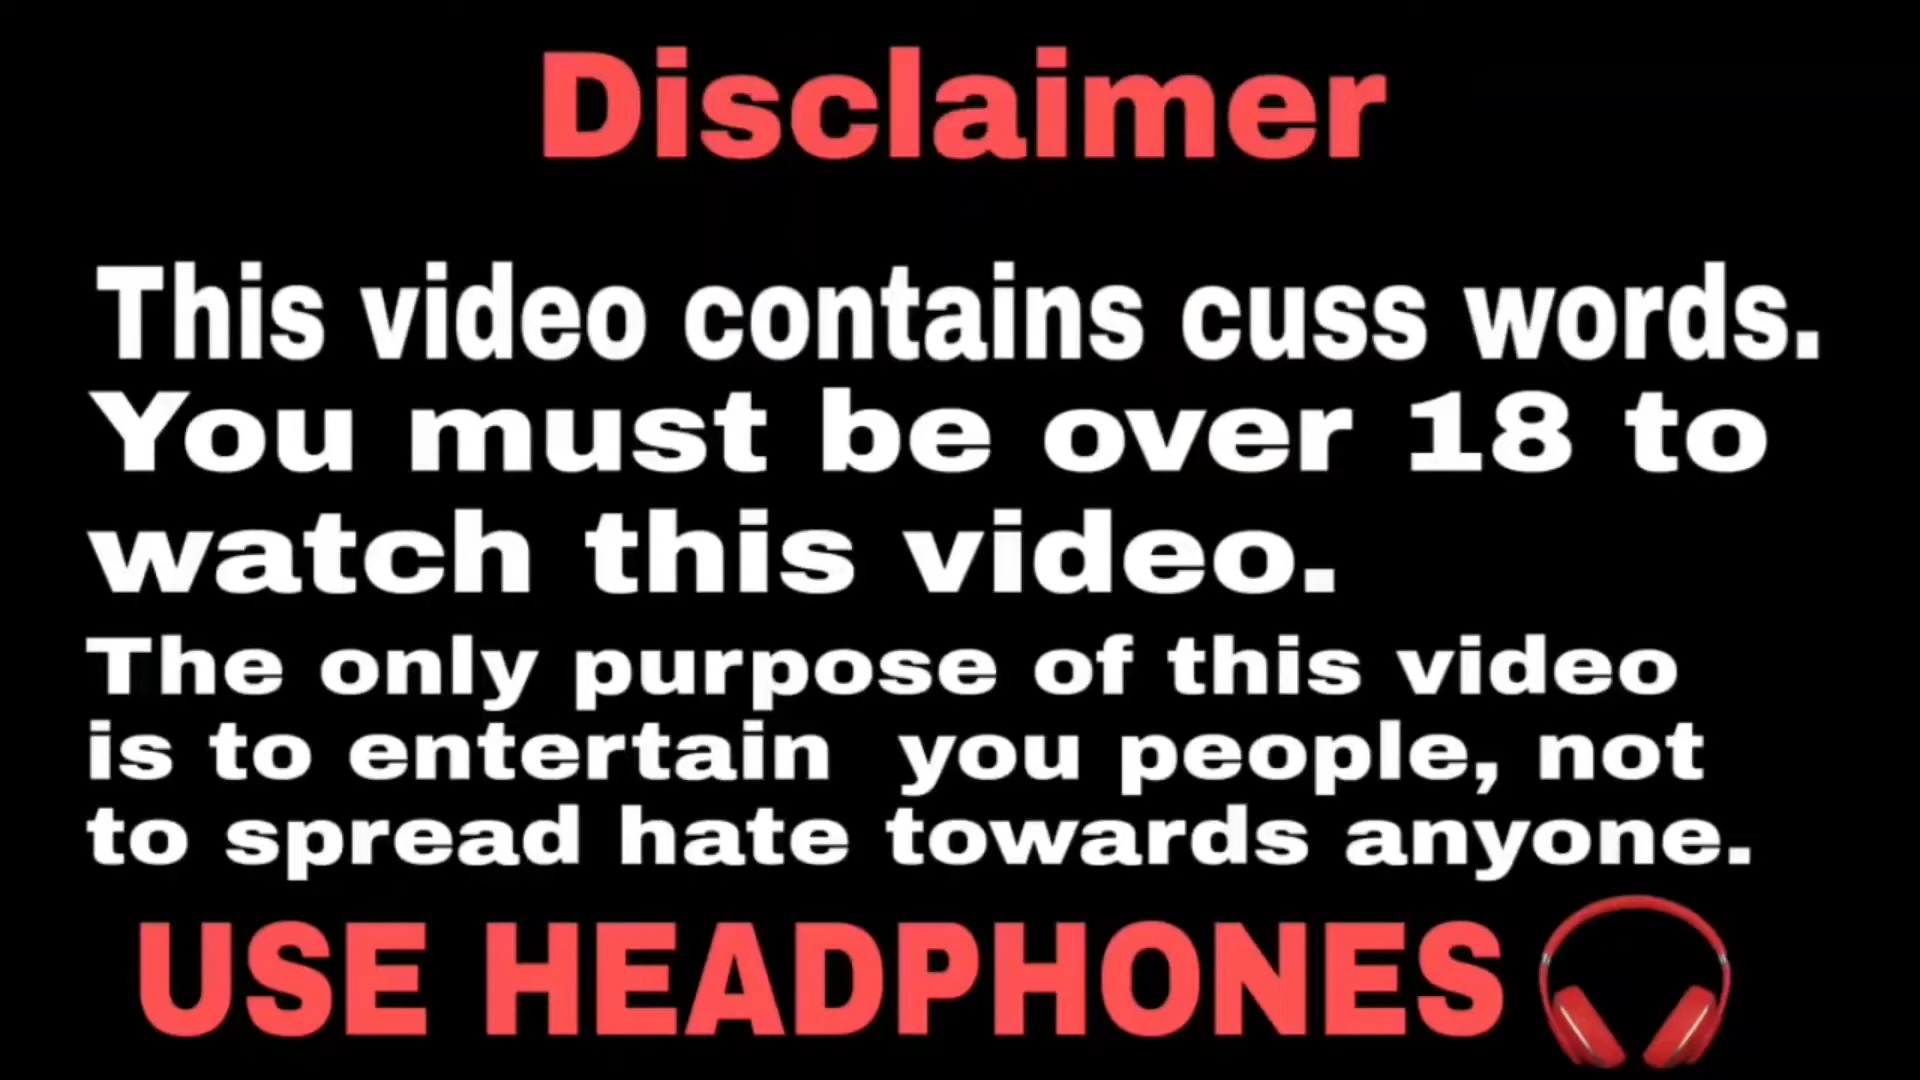 Disclaimer
This video contains cuss words.
You must be over 18 to
watch this video.
The only purpose of this video
is to entertain you people, not
to spread hate towards anyone.
USE HEADPHONES